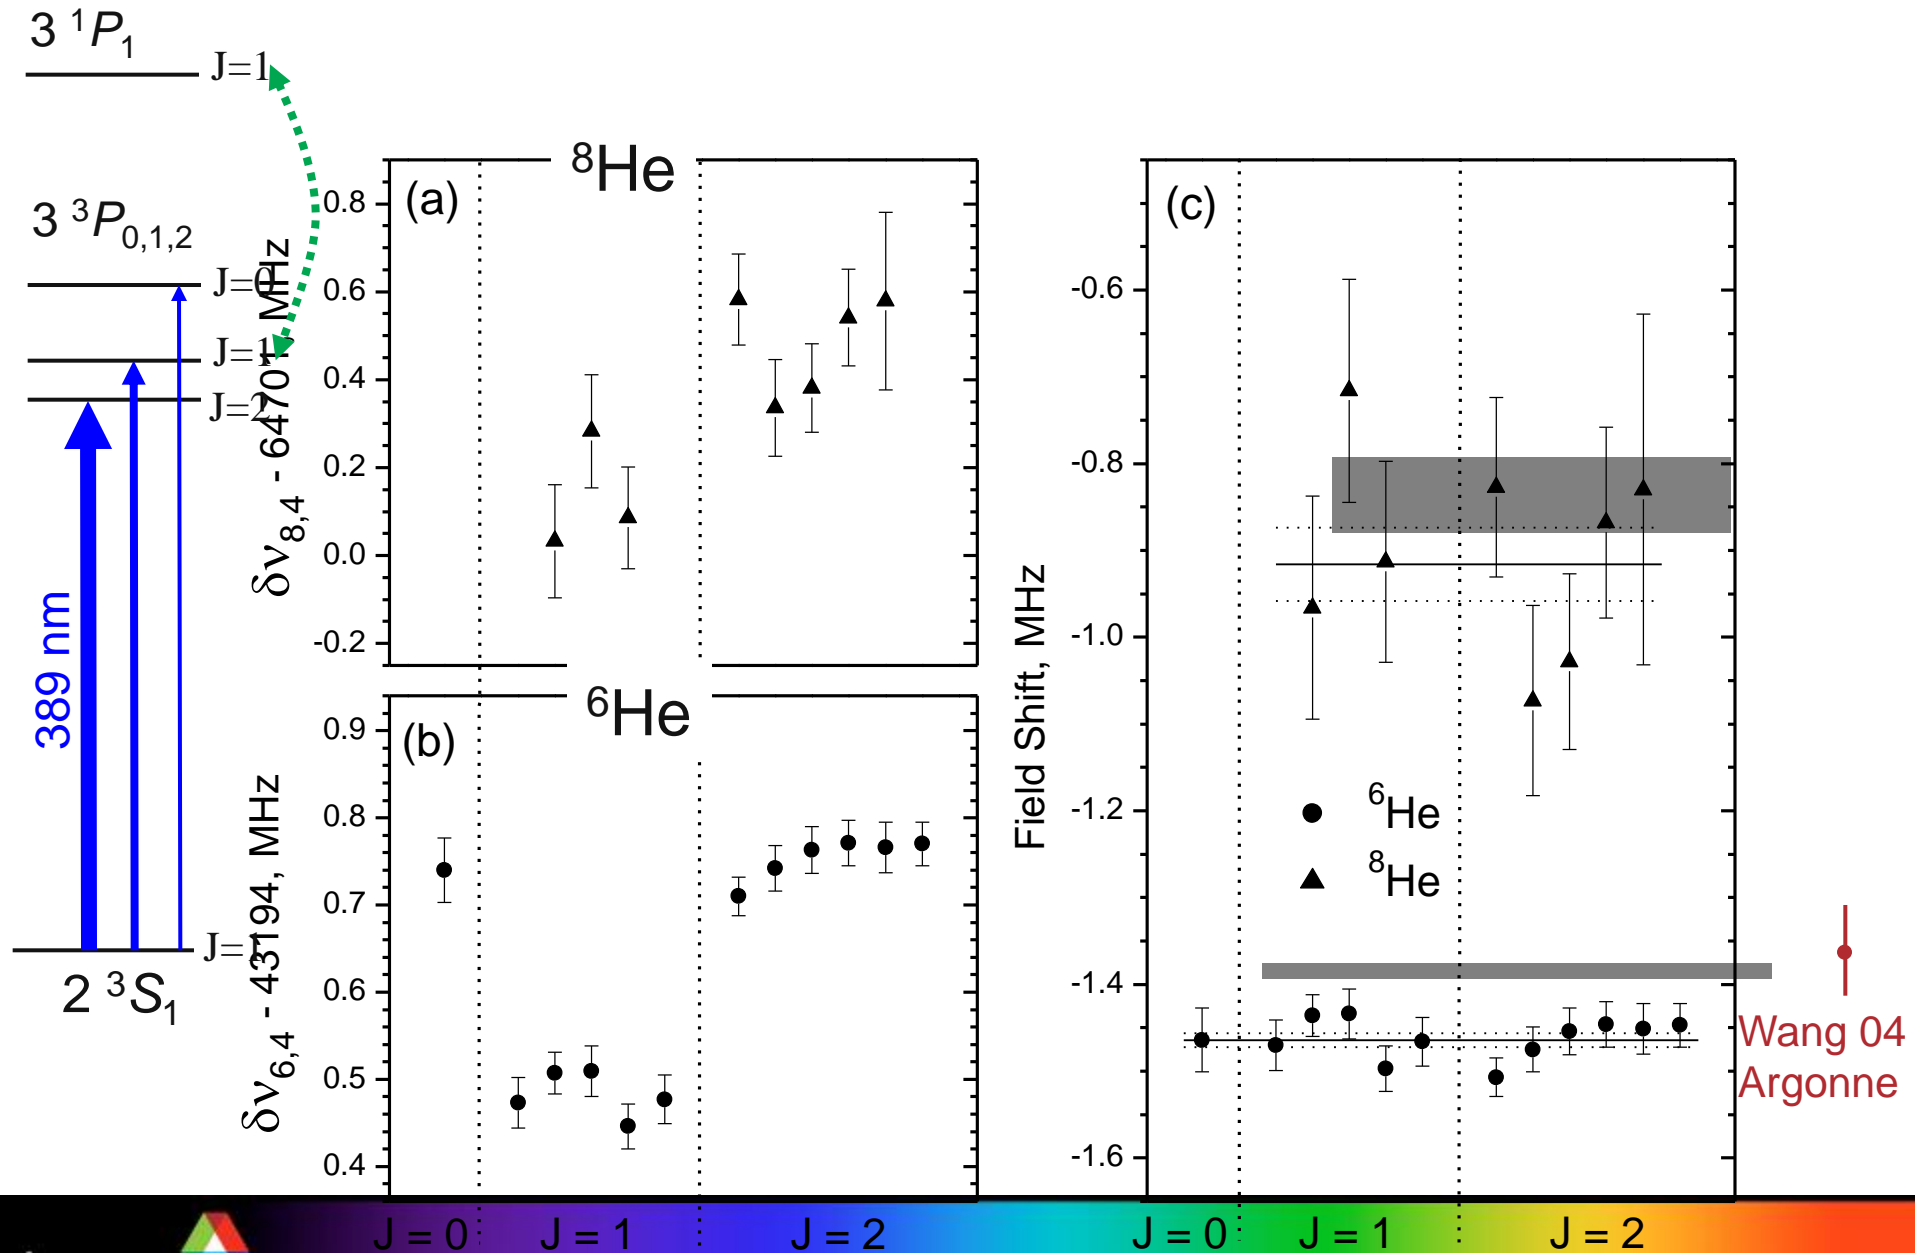 3 ¹P₁
J=1
3 ³P₀,₁,₂
J=0
J=1
J=2
389 nm
J=1
2 ³S₁
⁸He
(a)
δν₈,₄ - 64701, MHz
0.8
0.6
0.4
0.2
0.0
-0.2
⁶He
(b)
δν₆,₄ - 43194, MHz
0.9
0.8
0.7
0.6
0.5
0.4
J = 0
J = 1
J = 2
(c)
Field Shift, MHz
-0.6
-0.8
-1.0
-1.2
-1.4
-1.6
⁶He
⁸He
J = 0
J = 1
J = 2
Wang 04
Argonne